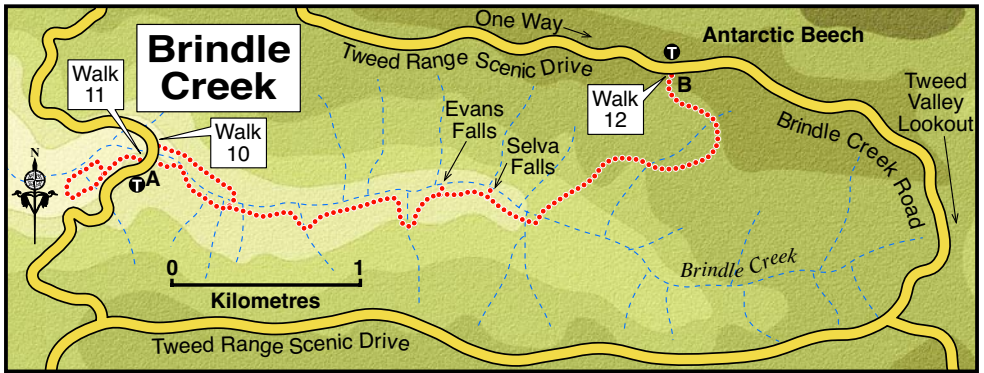 One Way
Antarctic Beech
Brindle
Creek
Tweed Range Scenic Drive
T
B
Walk
11
Walk
12
Tweed
Valley
Lookout
Evans
Falls
Walk
10
Selva
Falls
Brindle Creek Road
N
T
A
0
1
Kilometres
Brindle Creek
Tweed Range Scenic Drive